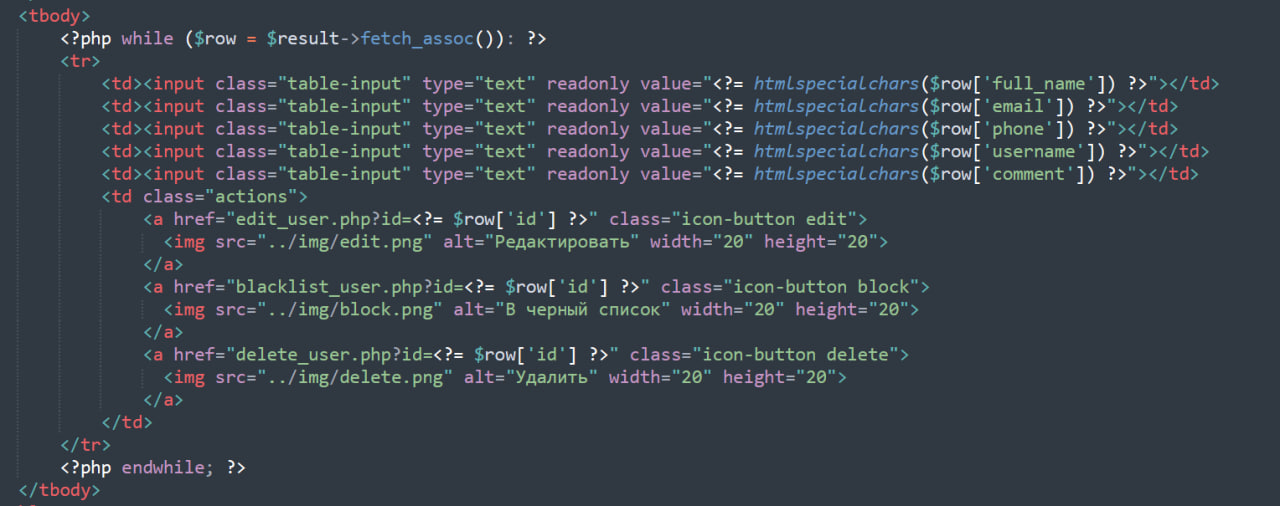 <tbody>
<?php while ($row = $result->fetch_assoc()): ?>
<tr>
<td><input class="table-input" type="text" readonly value="<?= htmlspecialchars($row['full_name']) ?>"></td>
<td><input class="table-input" type="text" readonly value="<?= htmlspecialchars($row['email']) ?>"></td>
<td><input class="table-input" type="text" readonly value="<?= htmlspecialchars($row['phone']) ?>"></td>
<td><input class="table-input" type="text" readonly value="<?= htmlspecialchars($row['username']) ?>"></td>
<td><input class="table-input" type="text" readonly value="<?= htmlspecialchars($row['comment']) ?>"></td>
<td class="actions">
<a href="edit_user.php?id=<?= $row['id'] ?>" class="icon-button edit">
<img src="../img/edit.png" alt="Редактировать" width="20" height="20">
</a>
<a href="blacklist_user.php?id=<?= $row['id'] ?>" class="icon-button block">
<img src="../img/block.png" alt="В черный список" width="20" height="20">
</a>
<a href="delete_user.php?id=<?= $row['id'] ?>" class="icon-button delete">
<img src="../img/delete.png" alt="Удалить" width="20" height="20">
</a>
</td>
</tr>
<?php endwhile; ?>
</tbody>